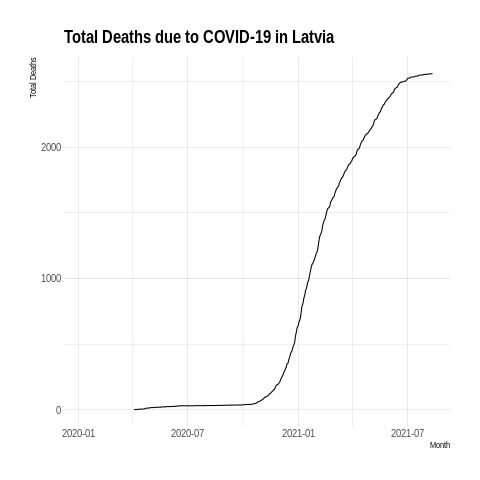 Total Deaths due to COVID-19 in Latvia
Total Deaths
2000
1000
0
2020-01 2020-07 2021-01 2021-07
Month